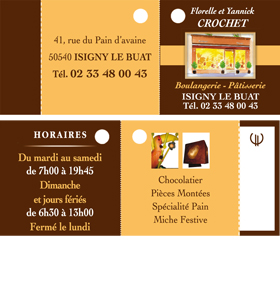 41, rue du Pain d'avaine
50540 ISIGNY LE BUAT
Tél. 02 33 48 00 43
Florelle et Yannick
CROCHET
Boulangerie - Pâtisserie
ISIGNY LE BUAT
Tél. 02 33 48 00 43
HORAIRES
Du mardi au samedi
de 7h00 à 19h45
Dimanche
et jours fériés
de 6h30 à 13h00
Fermé le lundi
Chocolatier
Pièces Montées
Spécialité Pain
Miche Festive